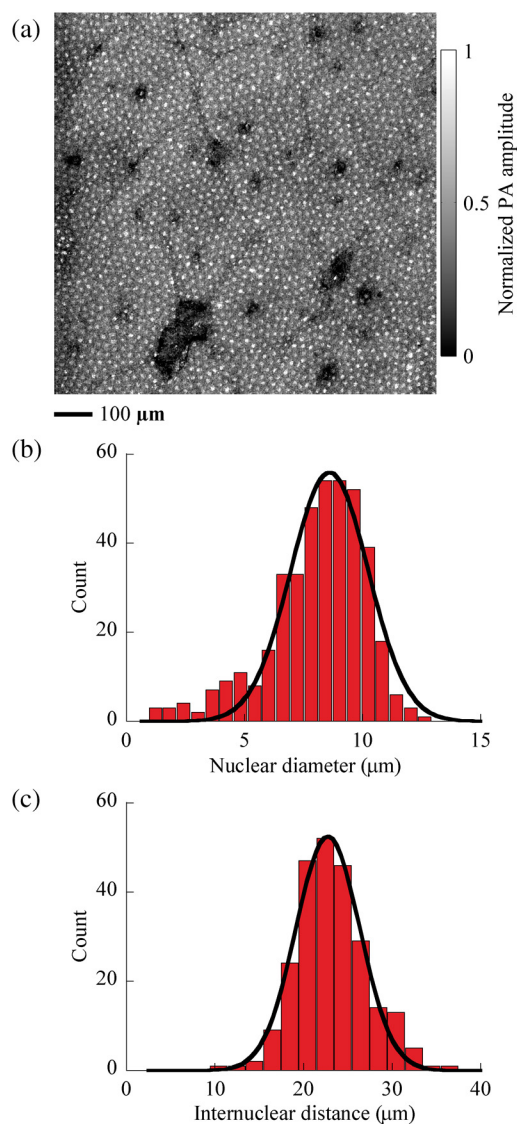 (a)
1
0.5
0
Normalized PA amplitude
100 µm
(b)
60
40
20
0
Count
0 5 10 15
Nuclear diameter (µm)
(c)
60
40
20
0
Count
0 10 20 30 40
Internuclear distance (µm)